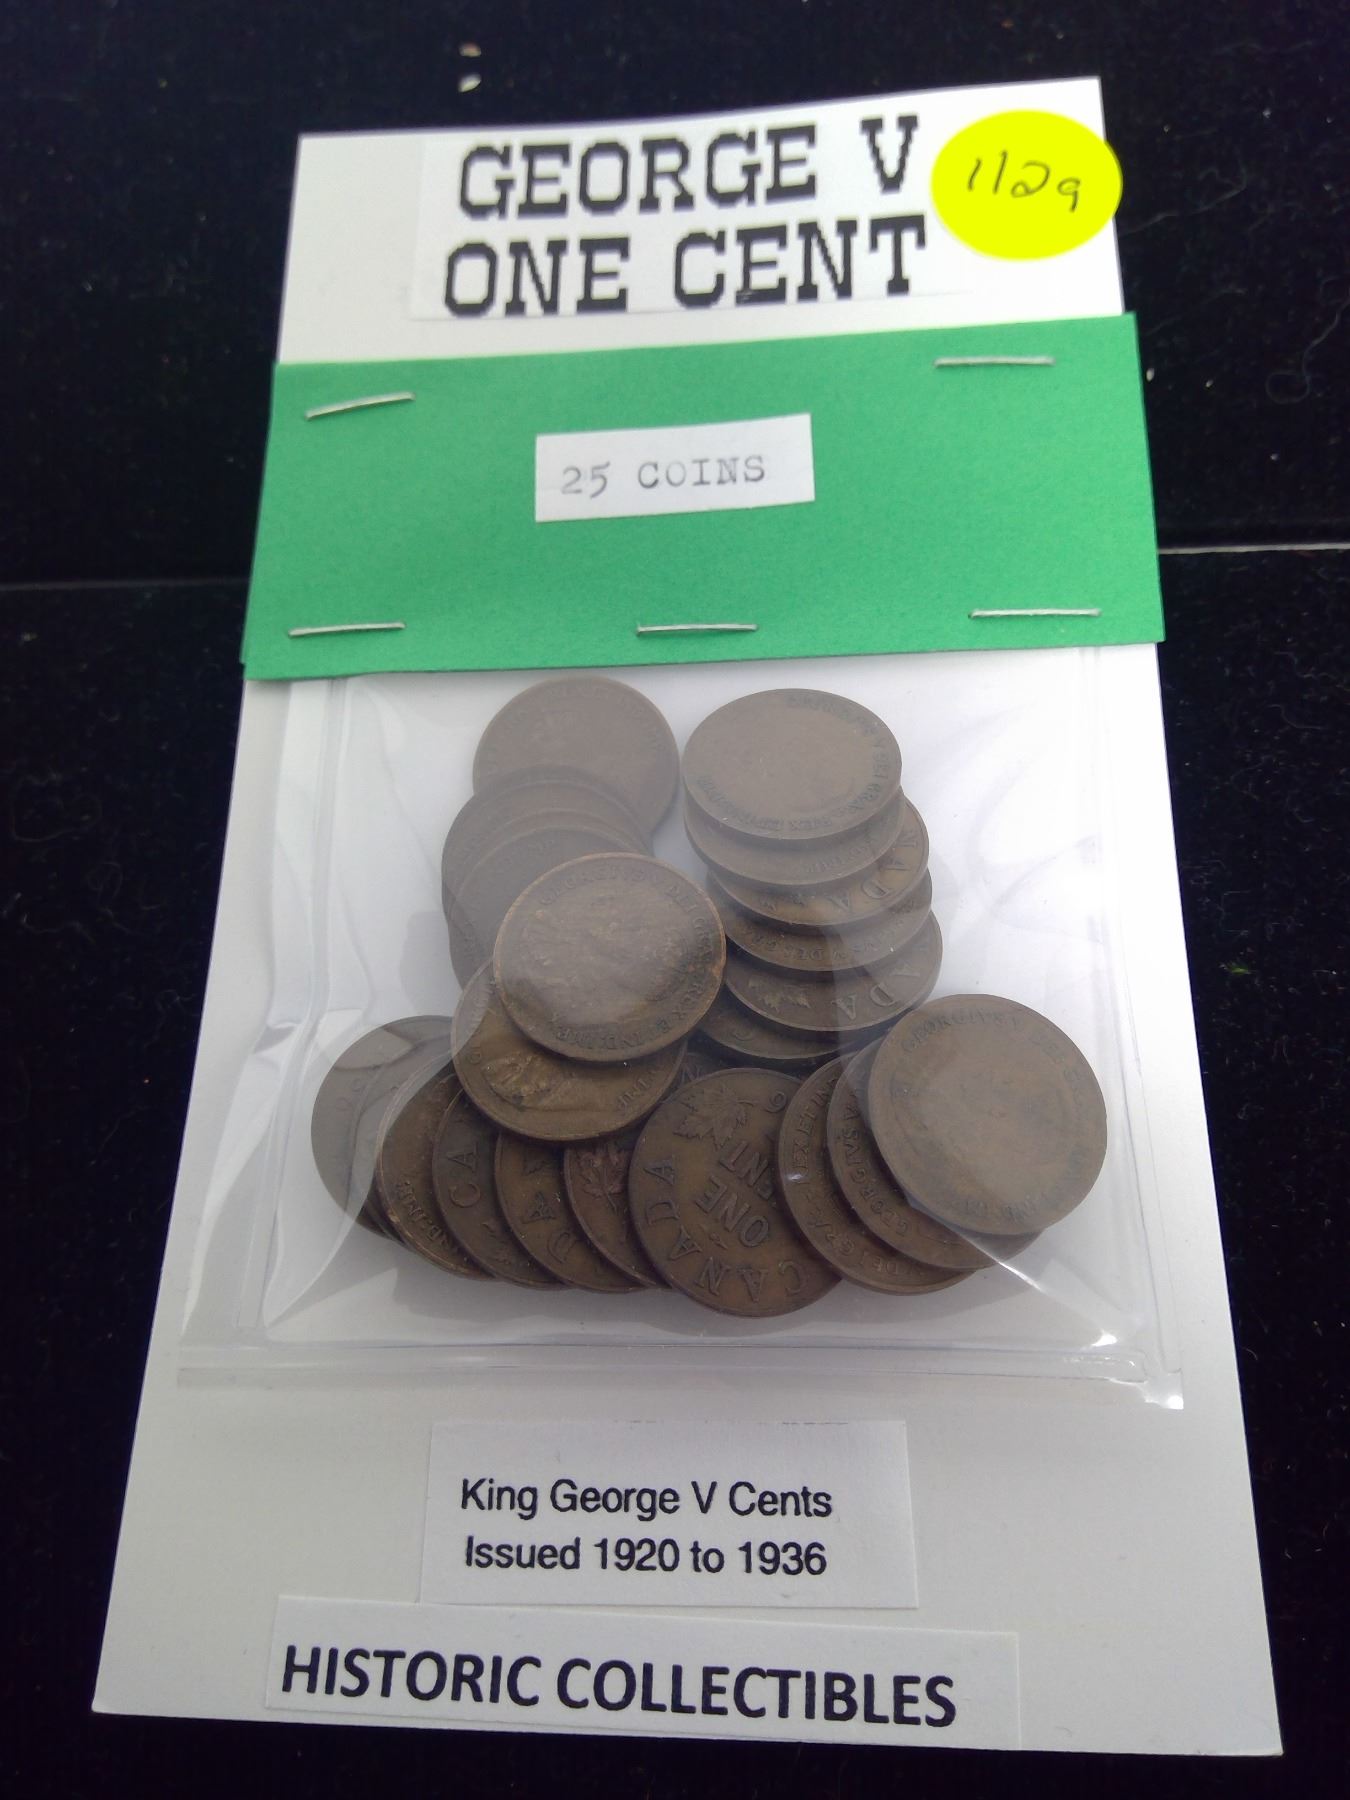 GEORGE V
ONE CENT
112g
25 COINS
CANADA
ONE
CENT
King George V Cents
Issued 1920 to 1936
HISTORIC COLLECTIBLES